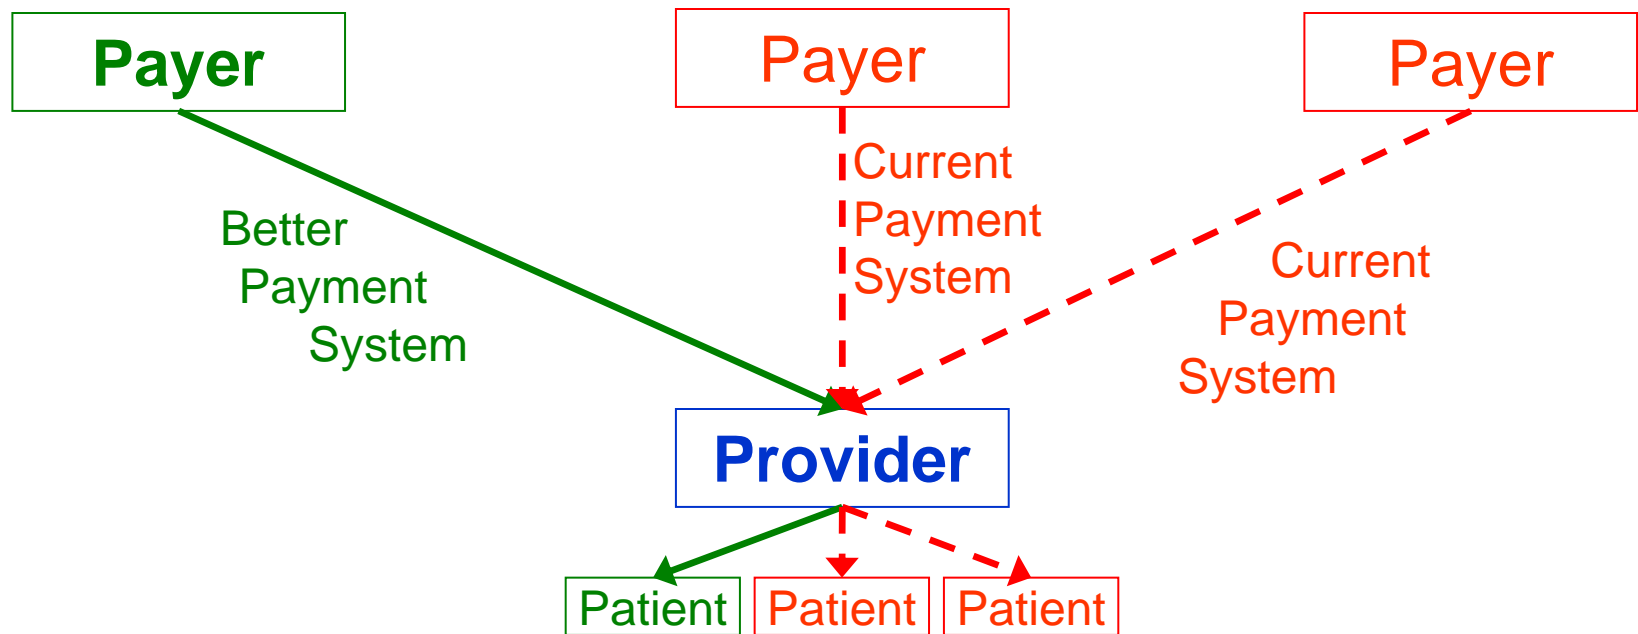 Payer
Payer
Payer
Better
Payment
System
Current
Payment
System
Current
Payment
System
Provider
Patient
Patient
Patient